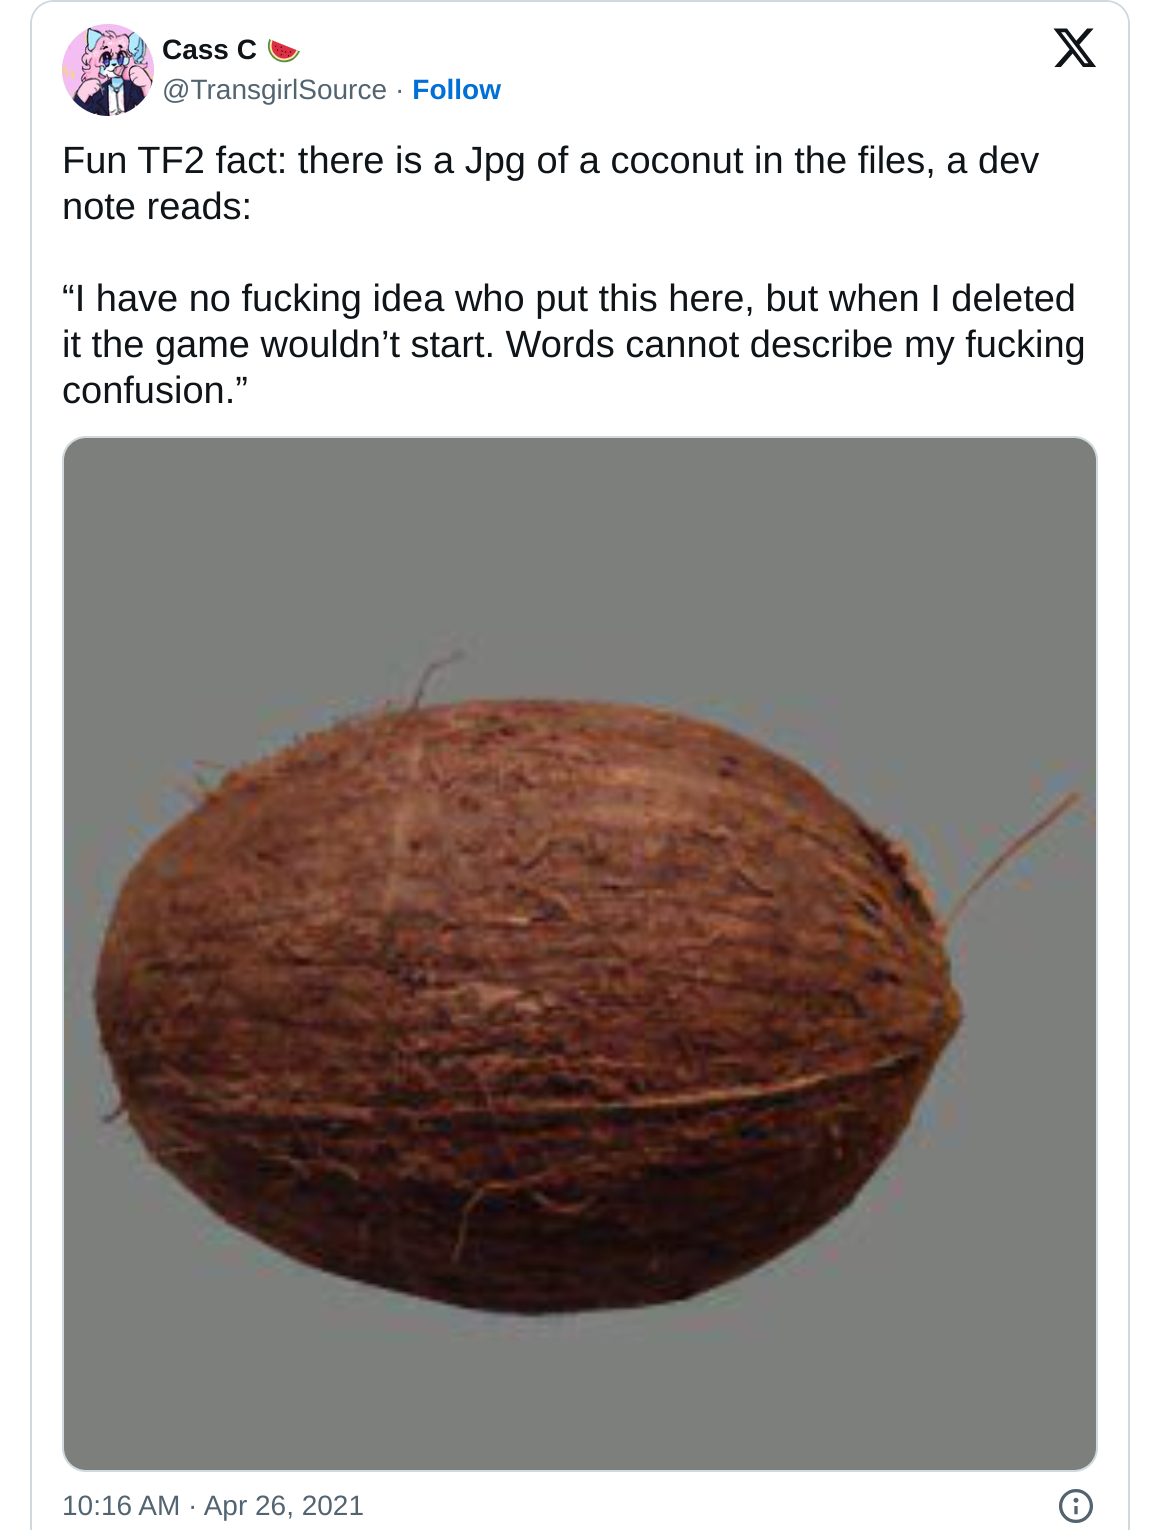 Cass C 🍉
@TransgirlSource · Follow
Fun TF2 fact: there is a Jpg of a coconut in the files, a dev
note reads:
“I have no fucking idea who put this here, but when I deleted
it the game wouldn’t start. Words cannot describe my fucking
confusion.”
10:16 AM · Apr 26, 2021